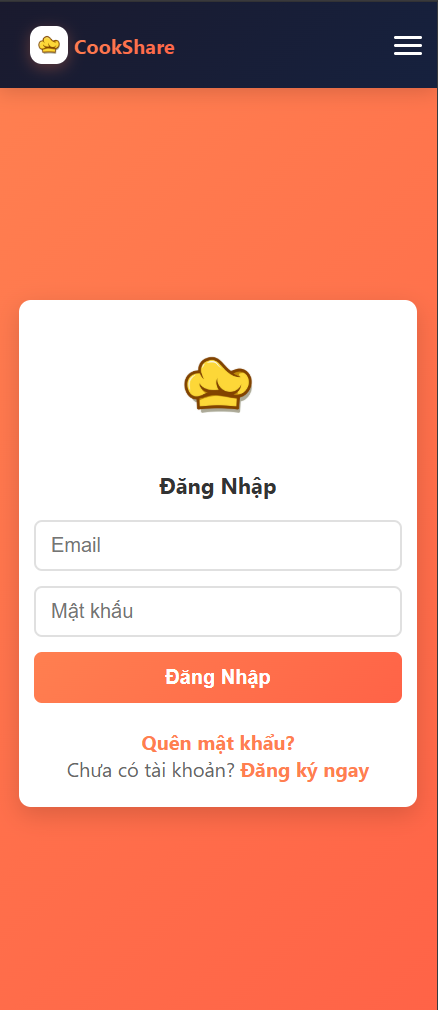 CookShare
Đăng Nhập
Email
Mật khẩu
Đăng Nhập
Quên mật khẩu?
Chưa có tài khoản? Đăng ký ngay